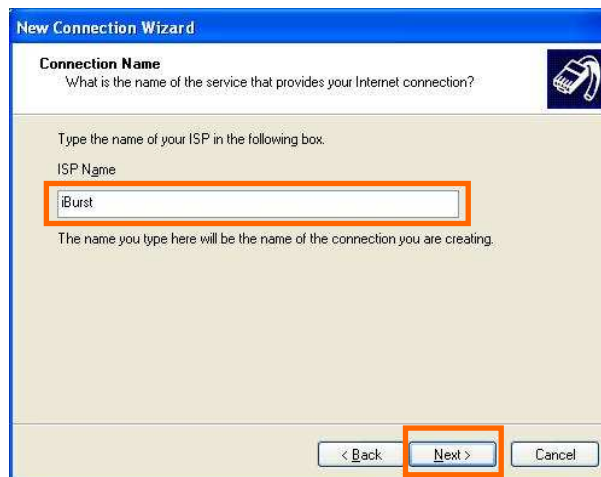 New Connection Wizard
Connection Name
What is the name of the service that provides your Internet connection?
Type the name of your ISP in the following box.
ISP Name
iBurst
The name you type here will be the name of the connection you are creating.
< Back Next > Cancel